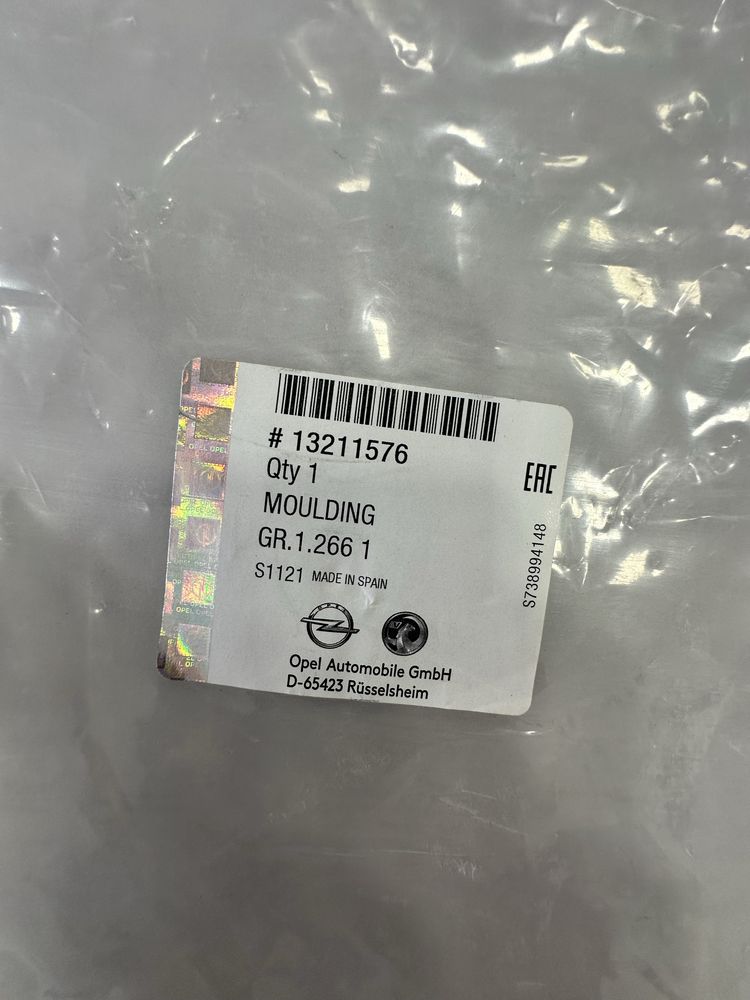 # 13211576
Qty 1
MOULDING
GR.1.266 1
S1121 MADE IN SPAIN
EAC
S738994148
OPEL
Opel Automobile GmbH
D-65423 Rüsselsheim